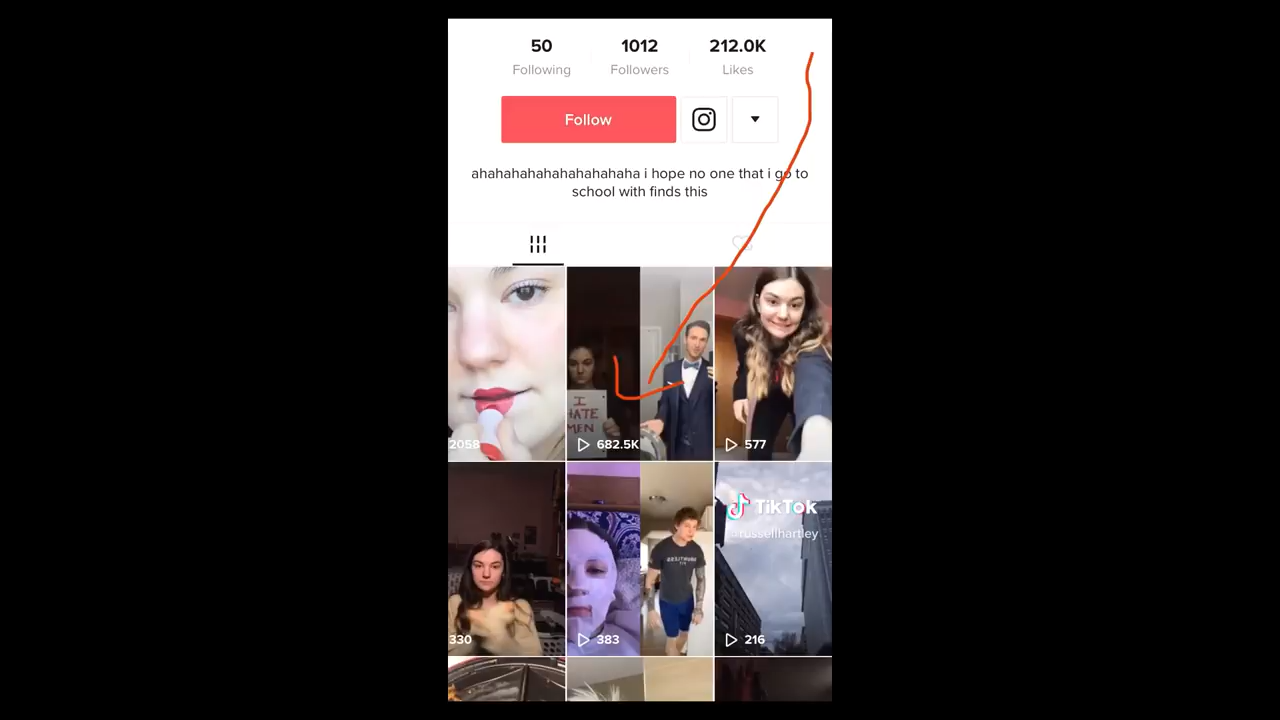 50
1012
212.0K
Following
Followers
Likes
Follow
ahahahahahahahahahaha i hope no one that i go to
school with finds this
I
HATE
MEN
2058
682.5K
577
TikTok
@russellhartley
330
383
216